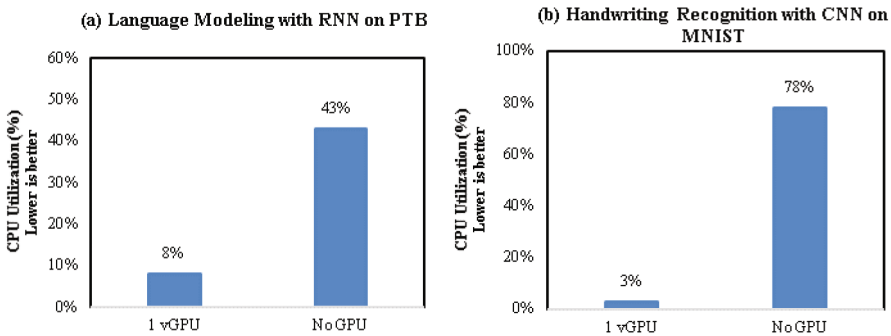 (a) Language Modeling with RNN on PTB
60%
50%
40%
30%
20%
10%
0%
CPU Utilization (%)
Lower is better
8%
43%
1 vGPU
No GPU
(b) Handwriting Recognition with CNN on
MNIST
100%
80%
60%
40%
20%
0%
CPU Utilization (%)
Lower is better
3%
78%
1 vGPU
No GPU